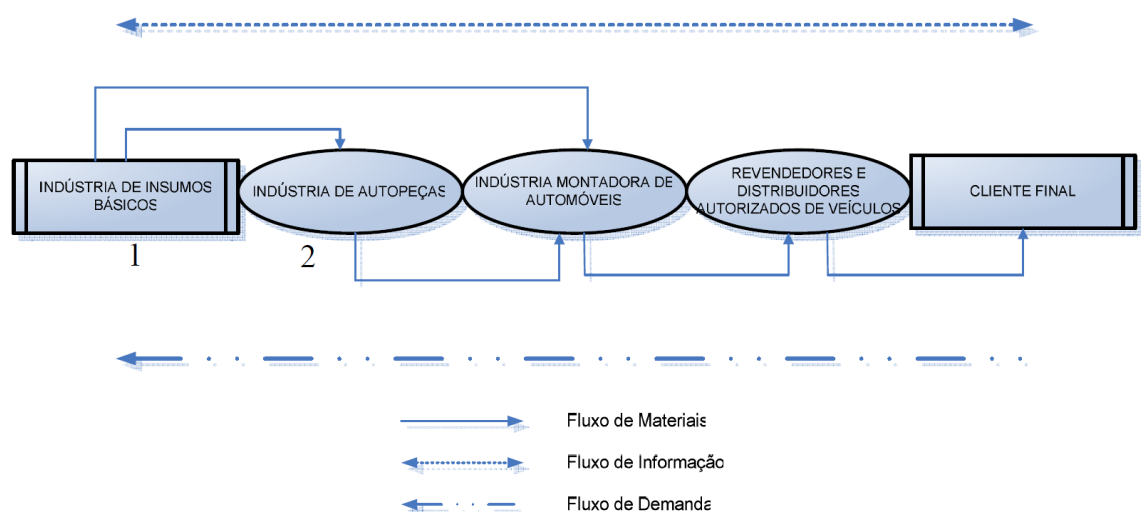 INDÚSTRIA DE INSUMOS
BÁSICOS
INDÚSTRIA DE AUTOPEÇAS
INDÚSTRIA MONTADORA DE
AUTOMÓVEIS
REVENDEDORES E
DISTRIBUIDORES
AUTORIZADOS DE VEÍCULOS
CLIENTE FINAL
1
2
Fluxo de Materiais
Fluxo de Informação
Fluxo de Demanda